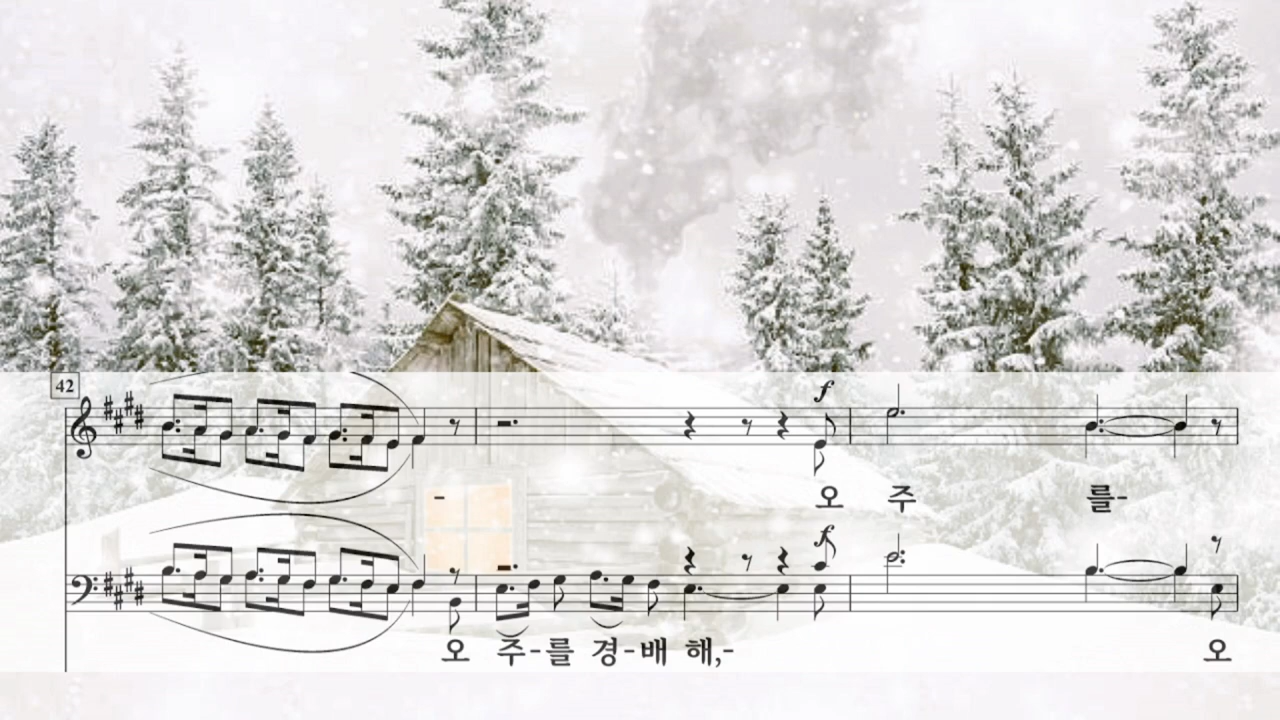 42
f
-
오 주 를-
f
오 주-를 경-배 해,-
오